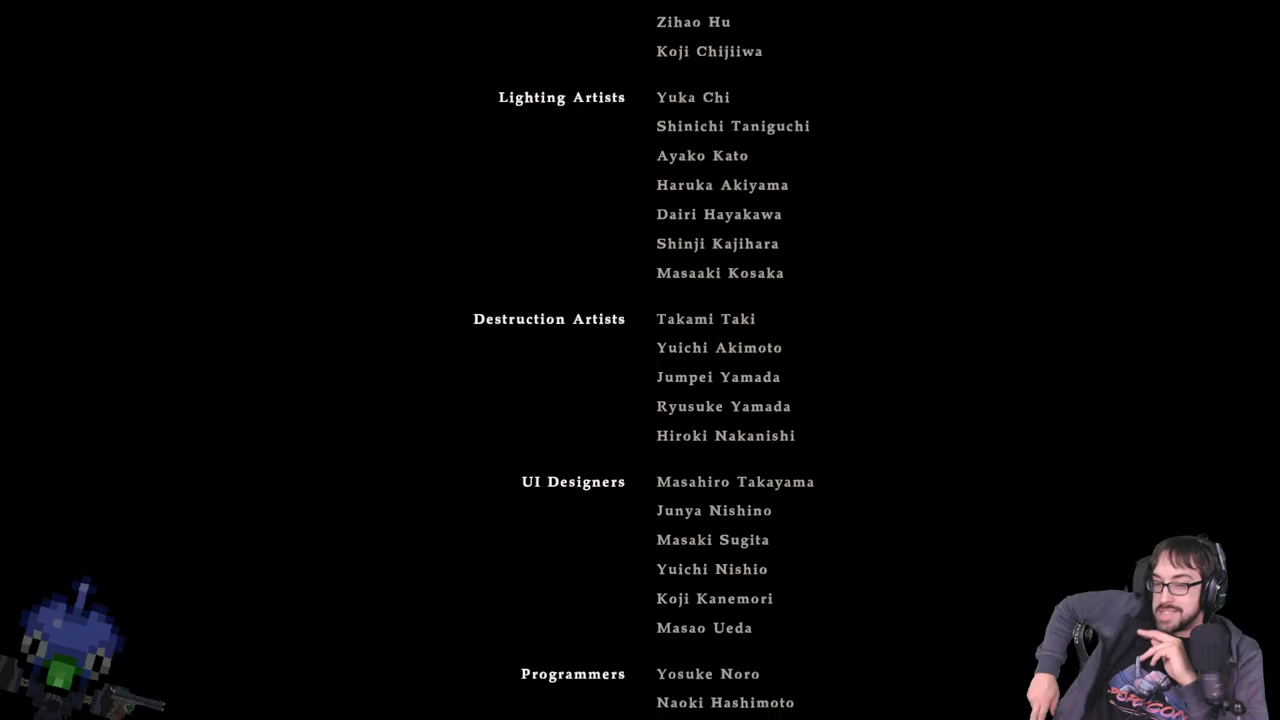 Zihao Hu
Koji Chijiiwa
Lighting Artists Yuka Chi
Shinichi Taniguchi
Ayako Kato
Haruka Akiyama
Dairi Hayakawa
Shinji Kajihara
Masaaki Kosaka
Destruction Artists Takami Taki
Yuichi Akimoto
Jumpei Yamada
Ryusuke Yamada
Hiroki Nakanishi
UI Designers Masahiro Takayama
Junya Nishino
Masaki Sugita
Yuichi Nishio
Koji Kanemori
Masao Ueda
Programmers Yosuke Noro
Naoki Hashimoto